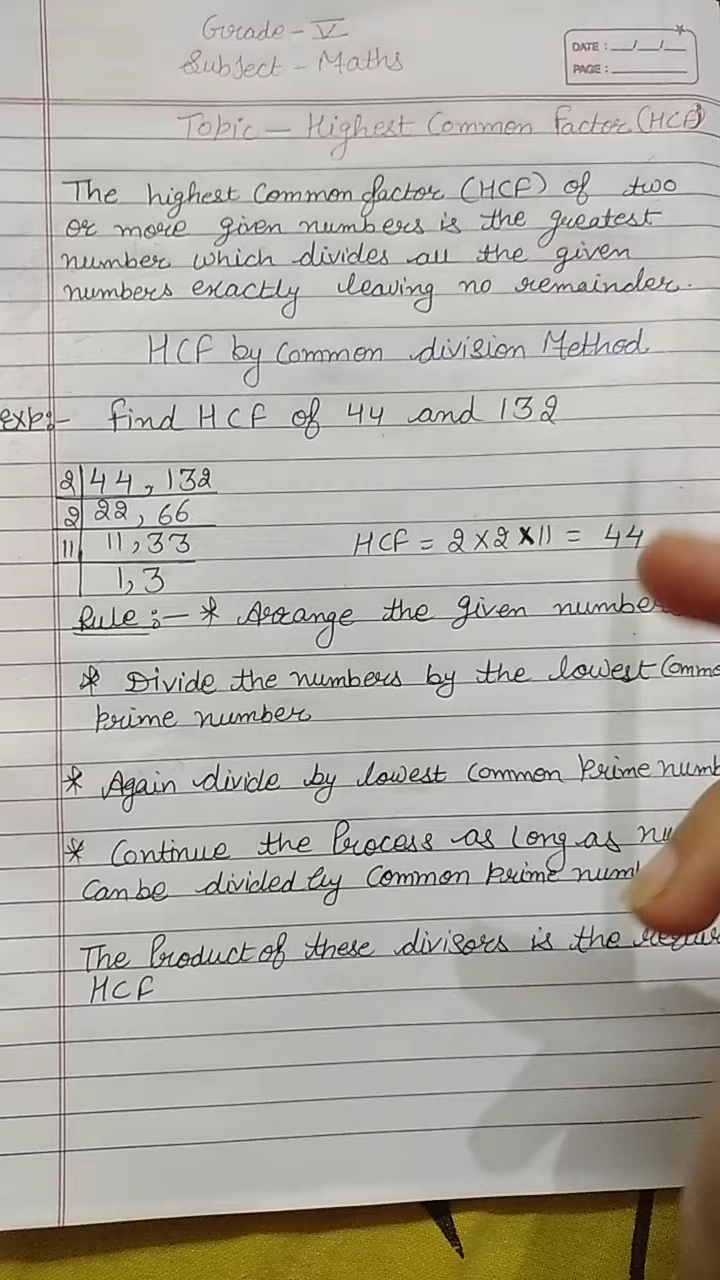 Grade - V
Subject - Maths
DATE : __/__/__
PAGE : ________
Topic - Highest Common factor (HCF)
The highest Common factor (HCF) of two
or more given numbers is the greatest
number which divides all the given
numbers exactly leaving no remainder.
HCF by Common division Method
exp:- find HCF of 44 and 132
2 | 44, 132
2 | 22, 66
11 | 11, 33
1, 3
HCF = 2 × 2 × 11 = 44
Rule :- * Arrange the given
* Divide the numbers by the lowest
Prime number
* Again divide by lowest common Prime
* Continue the Process as long as
Can be divided by Common Prime
The Product of these divisors is the
HCF